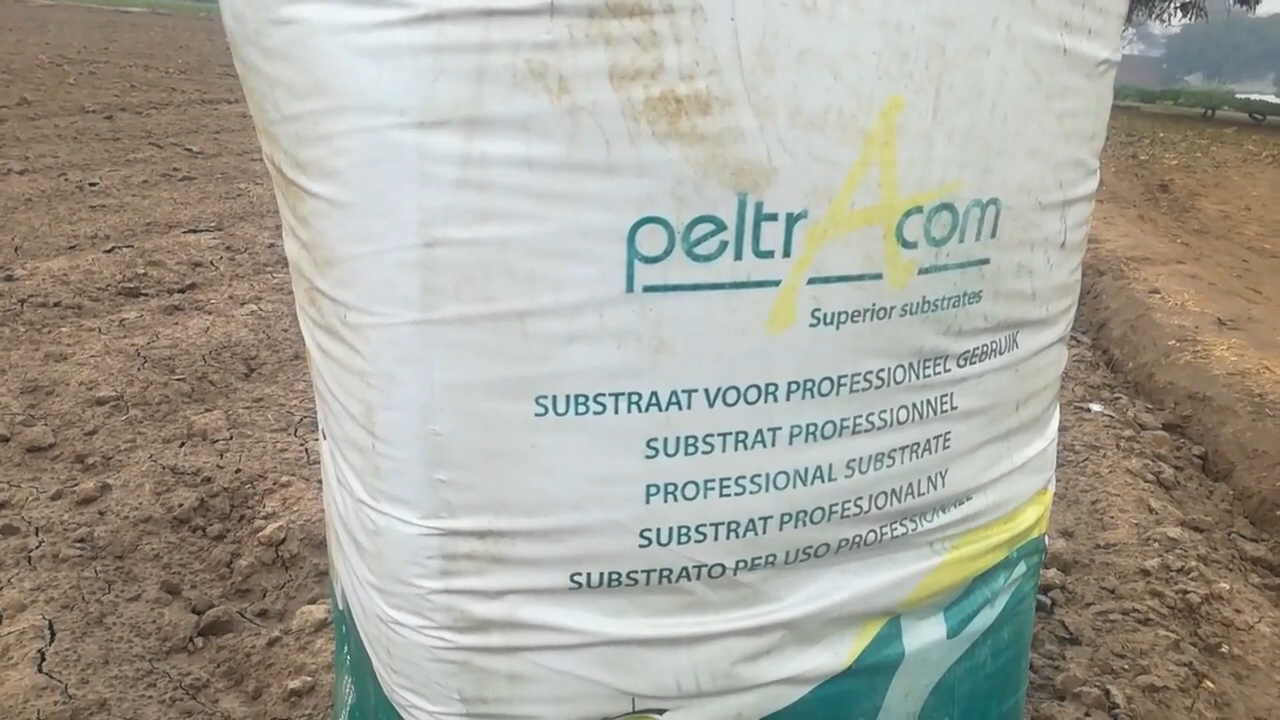 peltrAcom
Superior substrates
SUBSTRAAT VOOR PROFESSIONEEL GEBRUIK
SUBSTRAT PROFESSIONNEL
PROFESSIONAL SUBSTRATE
SUBSTRAT PROFESJONALNY
SUBSTRATO PER USO PROFESSIONALE